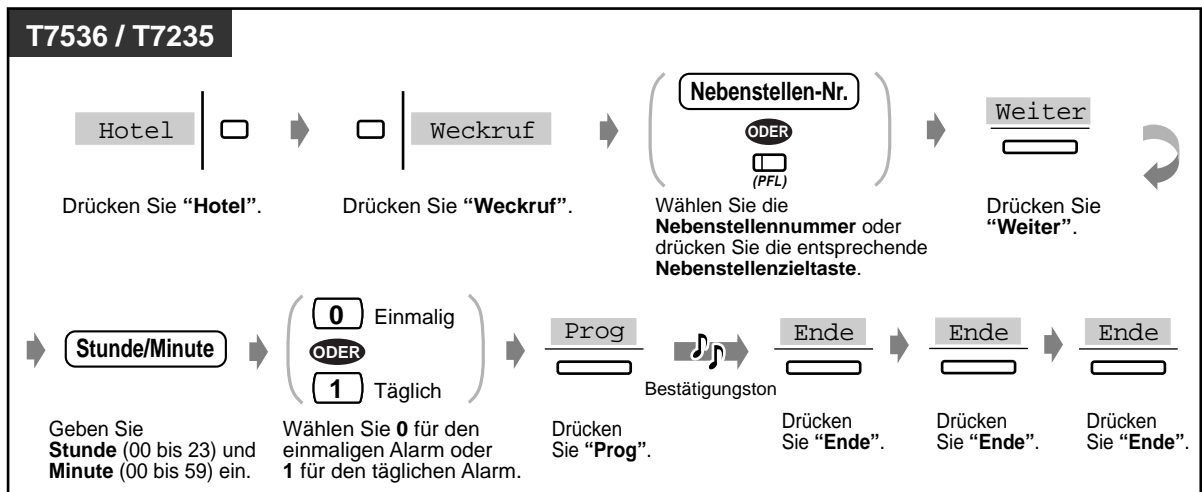 T7536 / T7235
Hotel
Drücken Sie “Hotel”.
Weckruf
Drücken Sie “Weckruf”.
Nebenstellen-Nr.
ODER
(PFL)
Wählen Sie die
Nebenstellennummer oder
drücken Sie die entsprechende
Nebenstellenzieltaste.
Weiter
Drücken Sie
“Weiter”.
Stunde/Minute
Geben Sie
Stunde (00 bis 23) und
Minute (00 bis 59) ein.
0 Einmalig
ODER
1 Täglich
Wählen Sie 0 für den
einmaligen Alarm oder
1 für den täglichen Alarm.
Prog
Drücken
Sie “Prog”.
Bestätigungston
Ende
Drücken
Sie “Ende”.
Ende
Drücken
Sie “Ende”.
Ende
Drücken
Sie “Ende”.